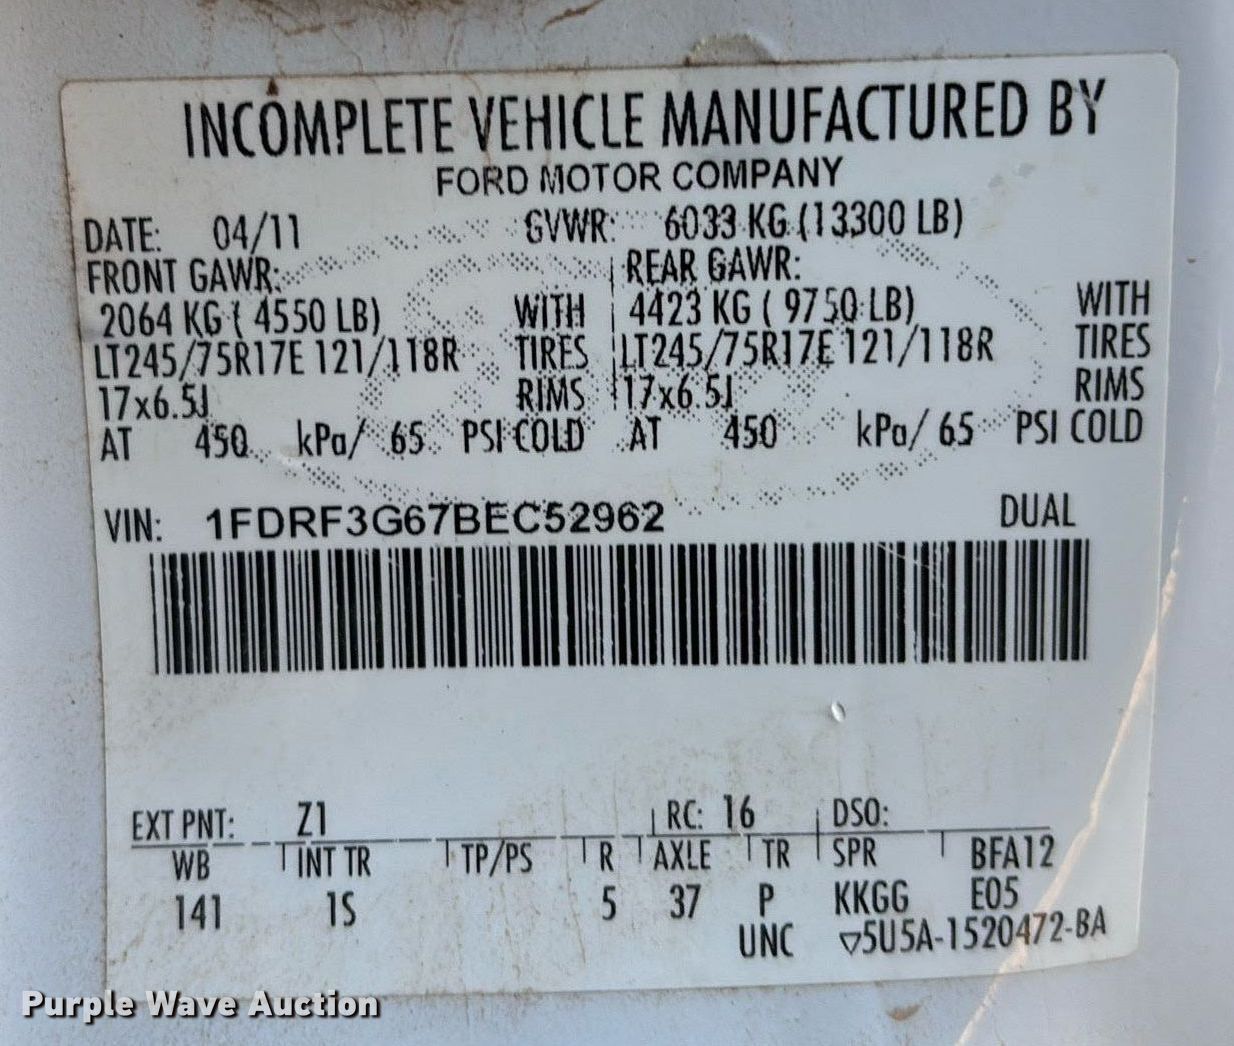 INCOMPLETE VEHICLE MANUFACTURED BY
FORD MOTOR COMPANY
DATE: 04/11 GVWR: 6033 KG (13300 LB)
FRONT GAWR: REAR GAWR:
2064 KG ( 4550 LB) WITH 4423 KG ( 9750 LB) WITH
LT245/75R17E 121/118R TIRES LT245/75R17E 121/118R TIRES
17x6.5J RIMS 17x6.5J RIMS
AT 450 kPa/ 65 PSI COLD AT 450 kPa/ 65 PSI COLD
VIN: 1FDRF3G67BEC52962 DUAL
EXT PNT: Z1 RC: 16 DSO:
WB INT TR TP/PS R AXLE TR SPR BFA12
141 1S 5 37 P KKGG E05
UNC ▽5U5A-1520472-BA
Purple Wave Auction